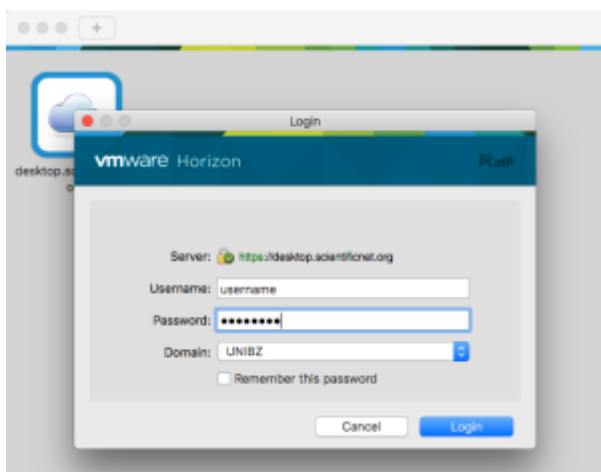 +
Login
vmware Horizon
PCoIP
desktop.sc
Server: https://desktop.scientificnet.org
Username: username
Password: ••••••••
Domain: UNIBZ
Remember this password
Cancel Login